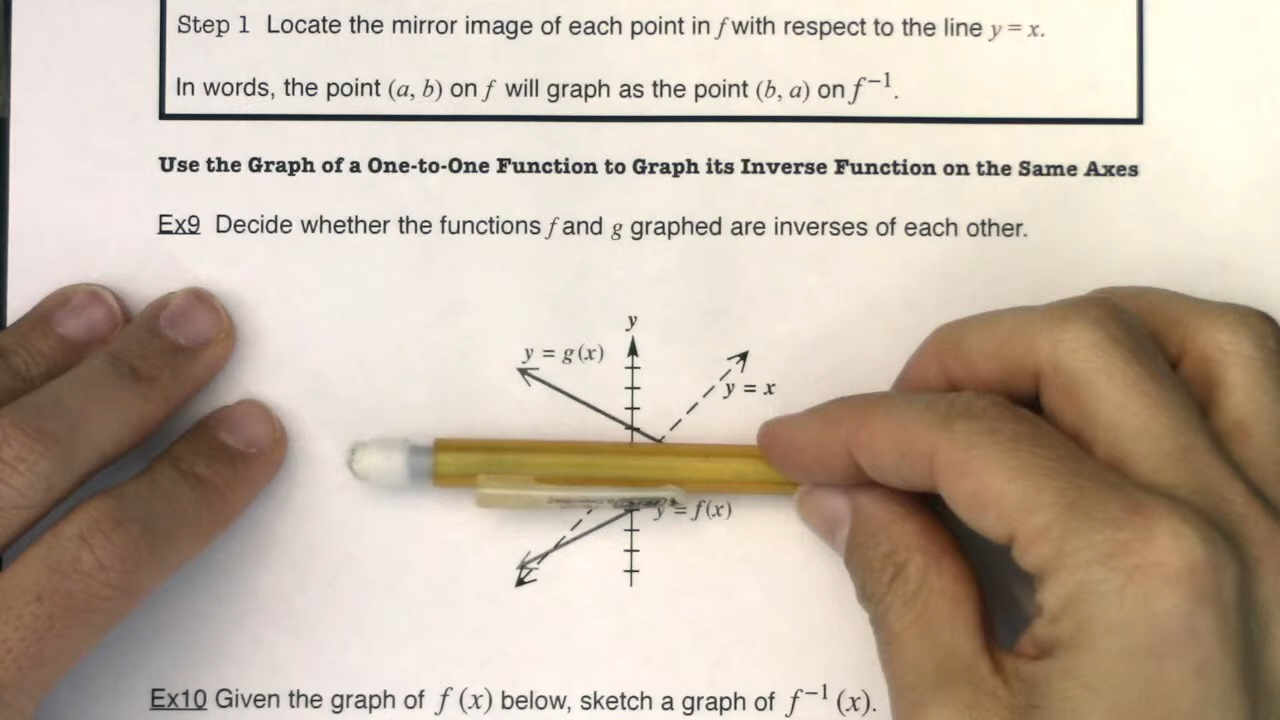 Step 1 Locate the mirror image of each point in f with respect to the line y = x.
In words, the point (a, b) on f will graph as the point (b, a) on f⁻¹.
Use the Graph of a One-to-One Function to Graph its Inverse Function on the Same Axes
Ex9 Decide whether the functions f and g graphed are inverses of each other.
y
y = g(x)
y = x
y = f(x)
Ex10 Given the graph of f (x) below, sketch a graph of f⁻¹ (x).